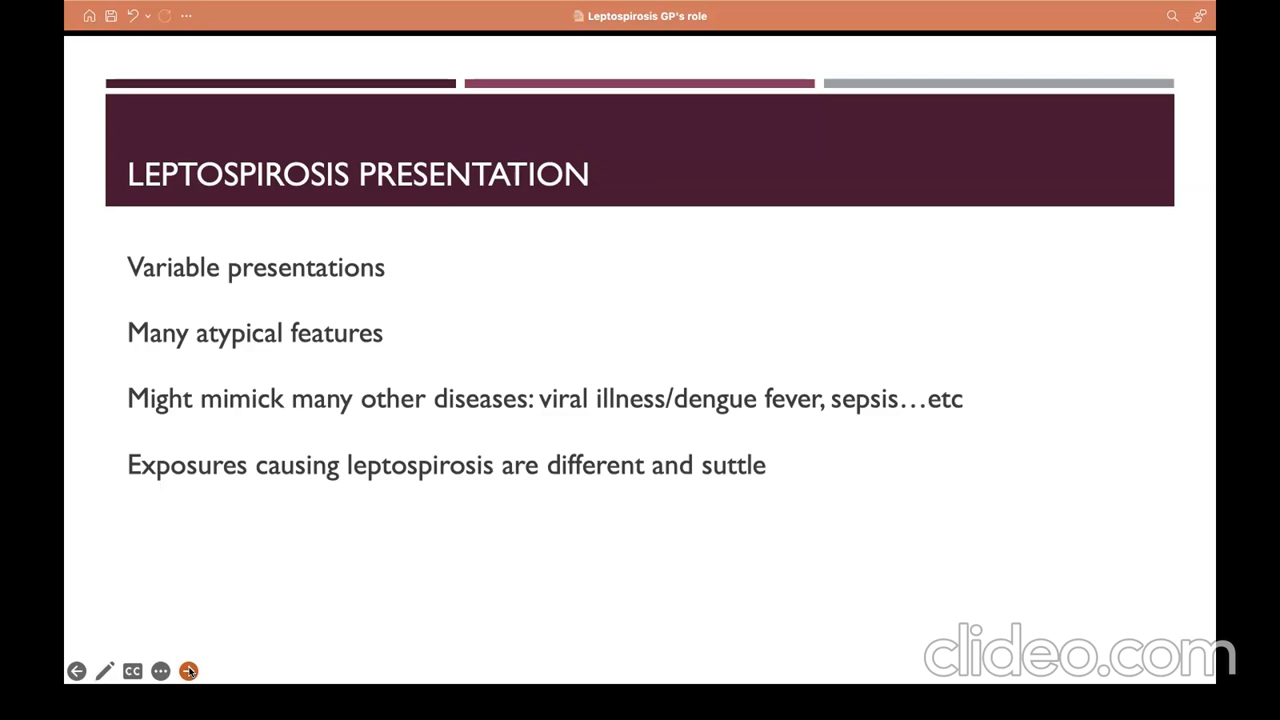 Leptospirosis GP's role
LEPTOSPIROSIS PRESENTATION
Variable presentations
Many atypical features
Might mimick many other diseases: viral illness/dengue fever, sepsis...etc
Exposures causing leptospirosis are different and suttle
CC
clideo.com